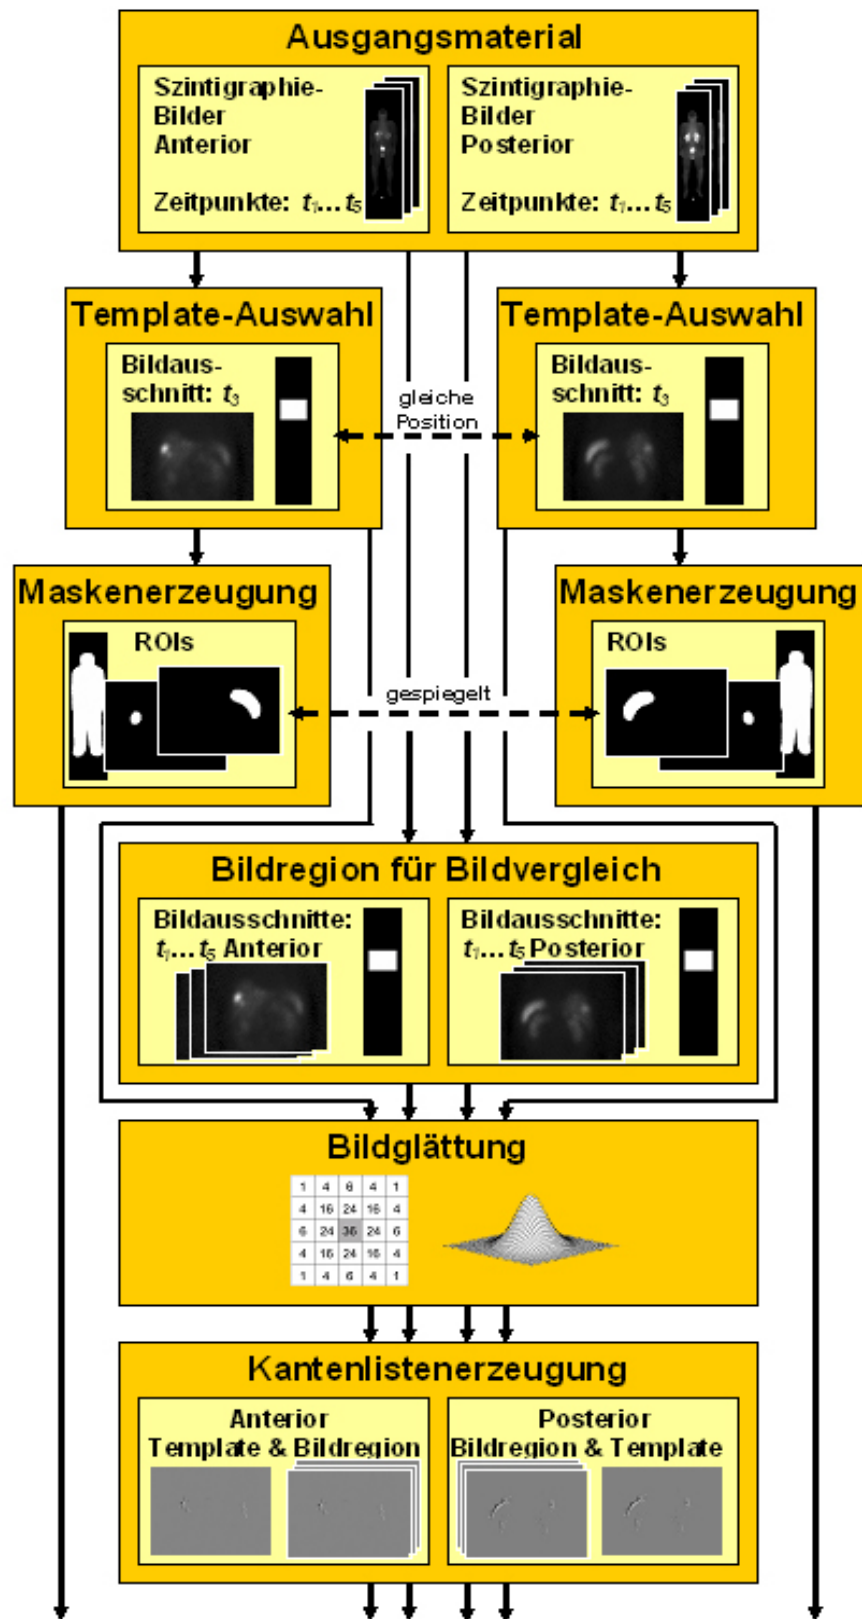 Ausgangsmaterial
Szintigraphie-
Bilder
Anterior
Zeitpunkte: t1... t5
Szintigraphie-
Bilder
Posterior
Zeitpunkte: t1... t5
Template-Auswahl
Bildaus-
schnitt: t3
gleiche
Position
Template-Auswahl
Bildaus-
schnitt: t3
Maskenerzeugung
ROIs
gespiegelt
Maskenerzeugung
ROIs
Bildregion für Bildvergleich
Bildausschnitte:
t1... t5 Anterior
Bildausschnitte:
t1... t5 Posterior
Bildglättung
1 4 6 4 1
4 16 24 16 4
6 24 36 24 6
4 16 24 16 4
1 4 6 4 1
Kantenlistenerzeugung
Anterior
Template & Bildregion
Posterior
Bildregion & Template